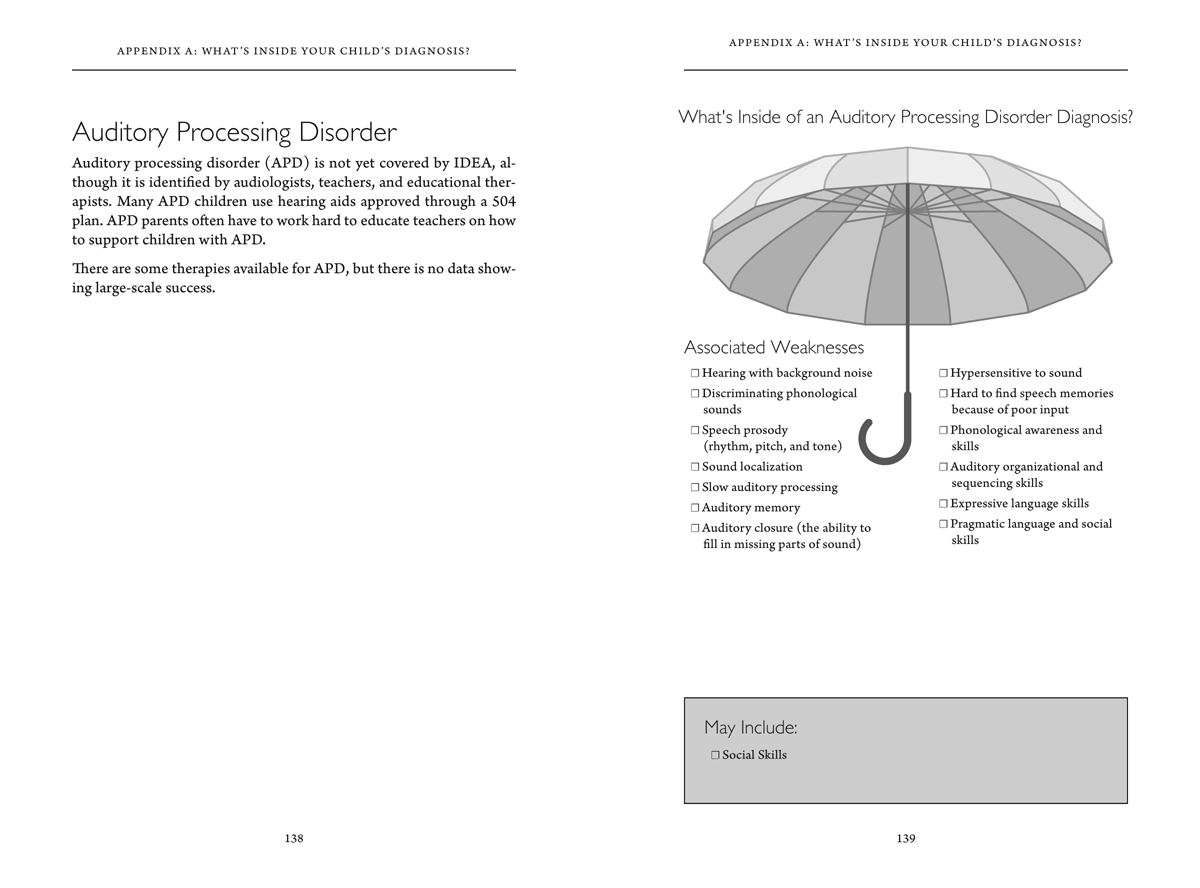 APPENDIX A: WHAT'S INSIDE YOUR CHILD'S DIAGNOSIS?
Auditory Processing Disorder
Auditory processing disorder (APD) is not yet covered by IDEA, al-
though it is identified by audiologists, teachers, and educational ther-
apists. Many APD children use hearing aids approved through a 504
plan. APD parents often have to work hard to educate teachers on how
to support children with APD.
There are some therapies available for APD, but there is no data show-
ing large-scale success.
138
APPENDIX A: WHAT'S INSIDE YOUR CHILD'S DIAGNOSIS?
What's Inside of an Auditory Processing Disorder Diagnosis?
Associated Weaknesses
❒ Hearing with background noise
❒ Discriminating phonological
sounds
❒ Speech prosody
(rhythm, pitch, and tone)
❒ Sound localization
❒ Slow auditory processing
❒ Auditory memory
❒ Auditory closure (the ability to
fill in missing parts of sound)
❒ Hypersensitive to sound
❒ Hard to find speech memories
because of poor input
❒ Phonological awareness and
skills
❒ Auditory organizational and
sequencing skills
❒ Expressive language skills
❒ Pragmatic language and social
skills
May Include:
❒ Social Skills
139